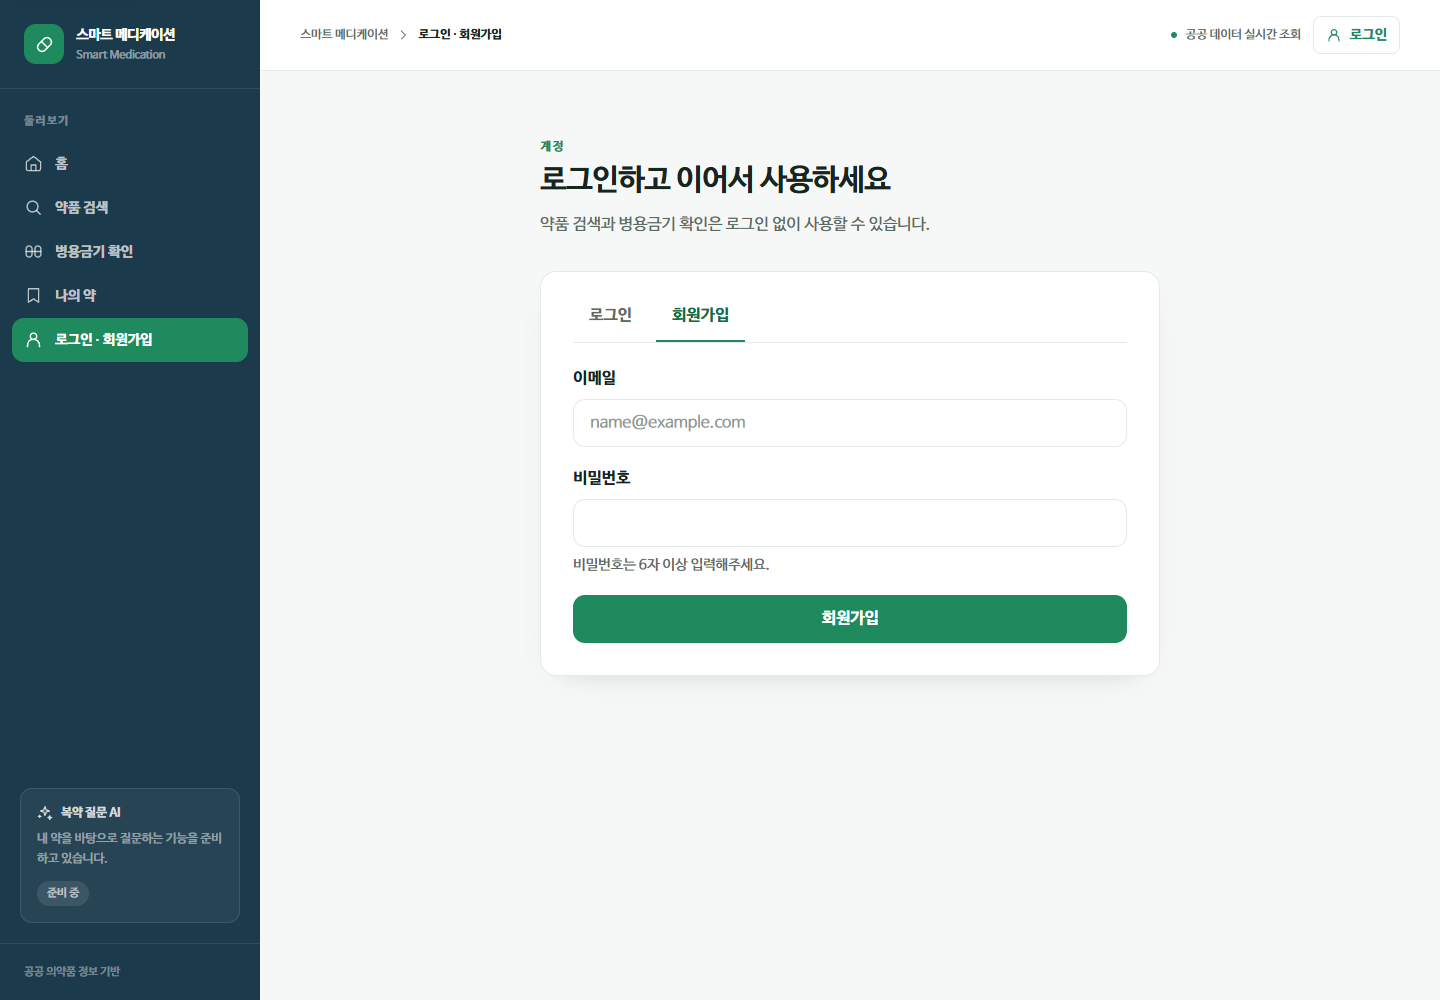 스마트 메디케이션
Smart Medication
둘러보기
홈
약품 검색
병용금기 확인
나의 약
로그인 · 회원가입
복약 질문 AI
내 약을 바탕으로 질문하는 기능을 준비
하고 있습니다.
준비 중
공공 의약품 정보 기반
스마트 메디케이션 > 로그인 · 회원가입
공공 데이터 실시간 조회
로그인
계정
로그인하고 이어서 사용하세요
약품 검색과 병용금기 확인은 로그인 없이 사용할 수 있습니다.
로그인 회원가입
이메일
name@example.com
비밀번호
비밀번호는 6자 이상 입력해주세요.
회원가입